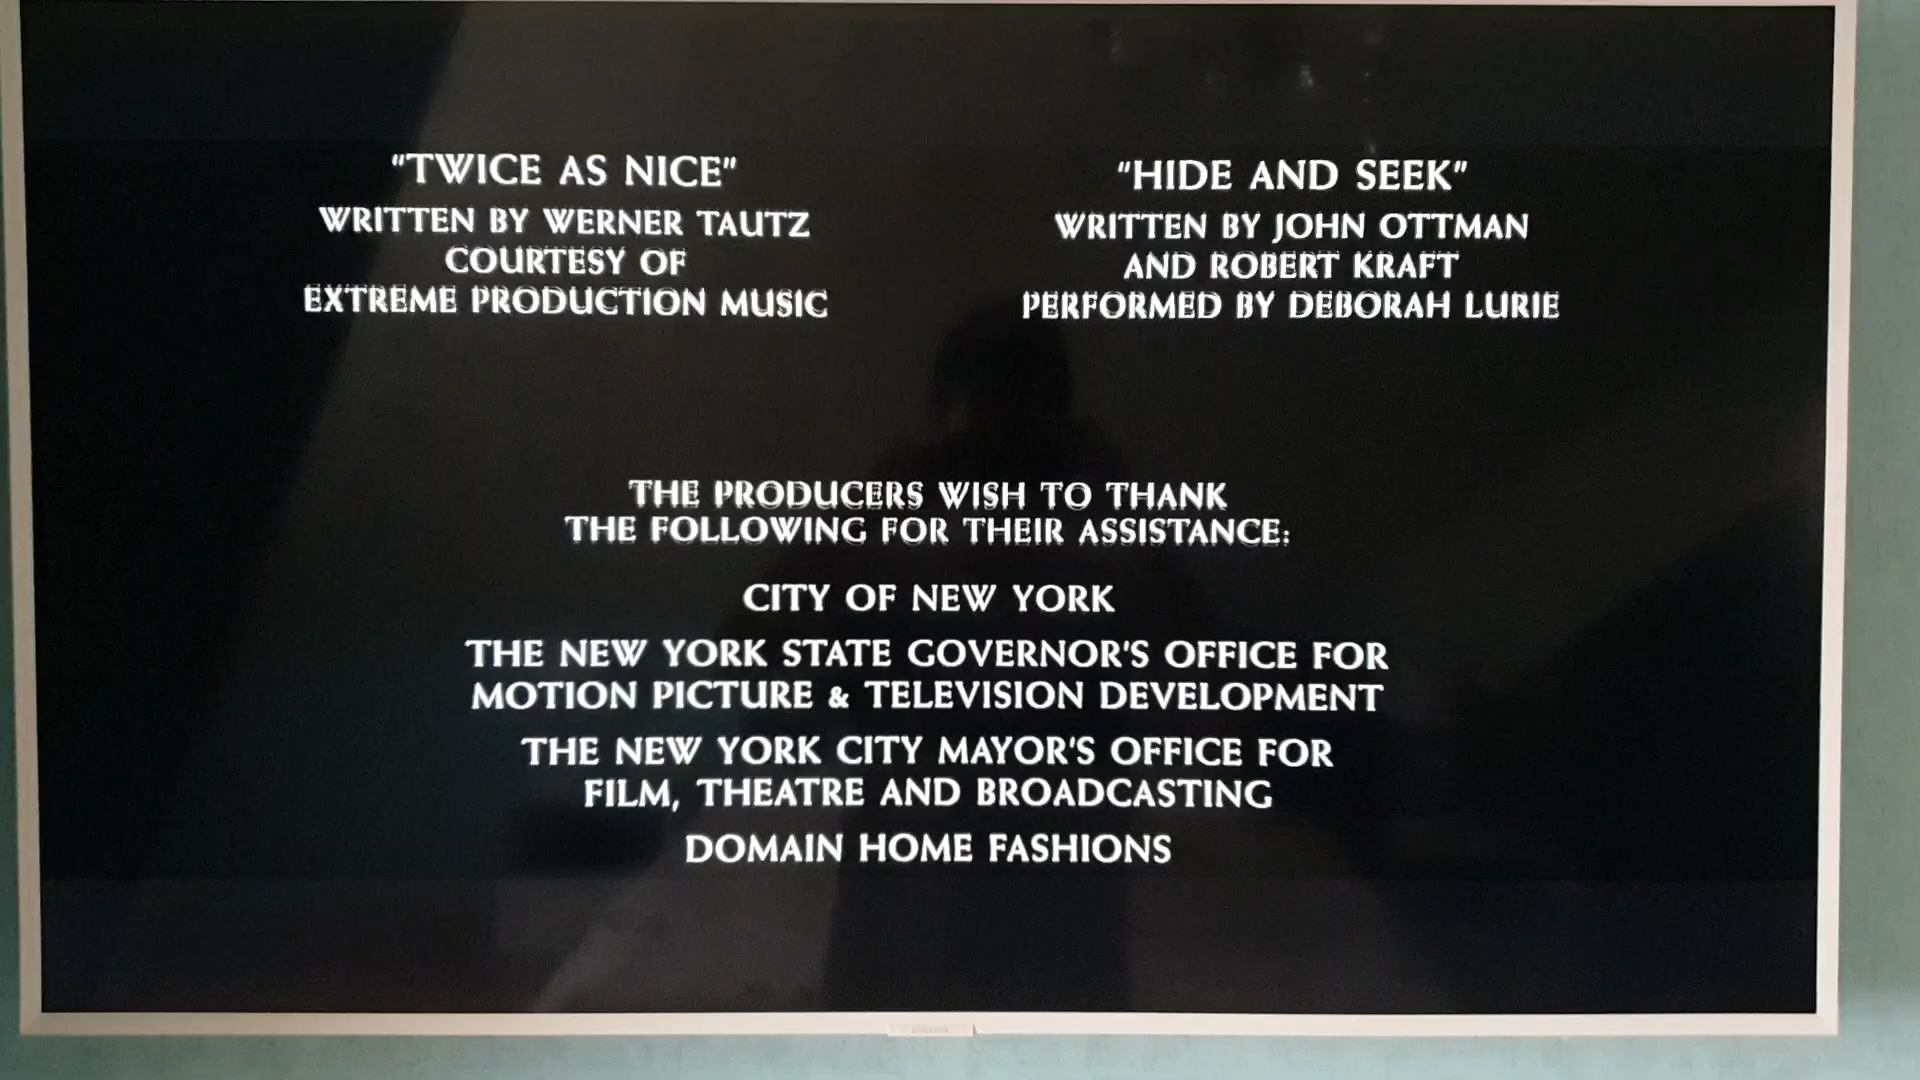 "TWICE AS NICE"
WRITTEN BY WERNER TAUTZ
COURTESY OF
EXTREME PRODUCTION MUSIC
"HIDE AND SEEK"
WRITTEN BY JOHN OTTMAN
AND ROBERT KRAFT
PERFORMED BY DEBORAH LURIE
THE PRODUCERS WISH TO THANK
THE FOLLOWING FOR THEIR ASSISTANCE:
CITY OF NEW YORK
THE NEW YORK STATE GOVERNOR'S OFFICE FOR
MOTION PICTURE & TELEVISION DEVELOPMENT
THE NEW YORK CITY MAYOR'S OFFICE FOR
FILM, THEATRE AND BROADCASTING
DOMAIN HOME FASHIONS